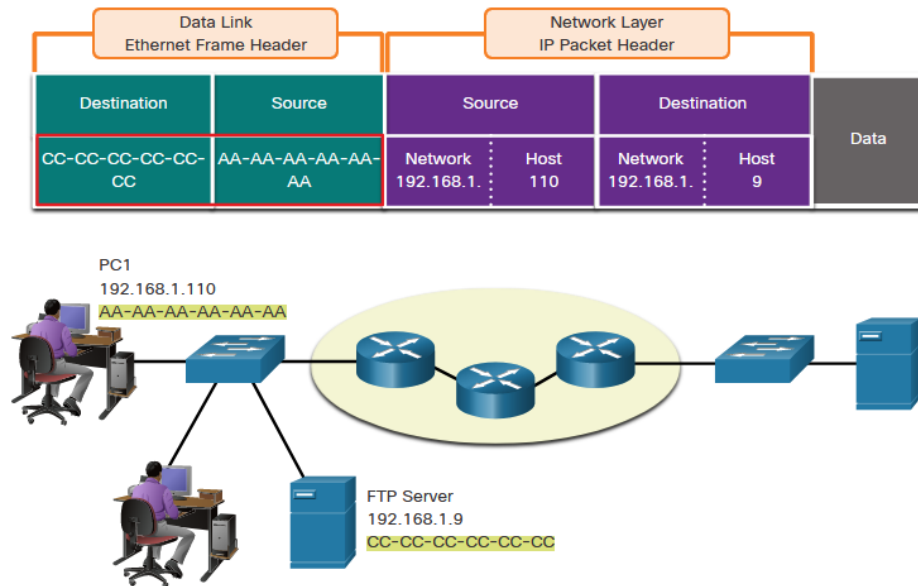 Data Link
Ethernet Frame Header
Network Layer
IP Packet Header
Destination
Source
Source
Destination
Data
CC-CC-CC-CC-CC-
CC
AA-AA-AA-AA-AA-
AA
Network
192.168.1.
Host
110
Network
192.168.1.
Host
9
PC1
192.168.1.110
AA-AA-AA-AA-AA-AA
FTP Server
192.168.1.9
CC-CC-CC-CC-CC-CC